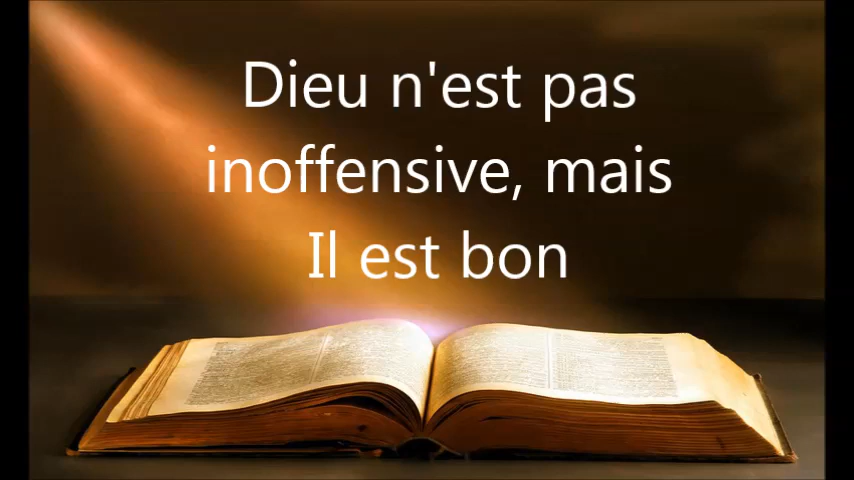 Dieu n'est pas
inoffensive, mais
Il est bon